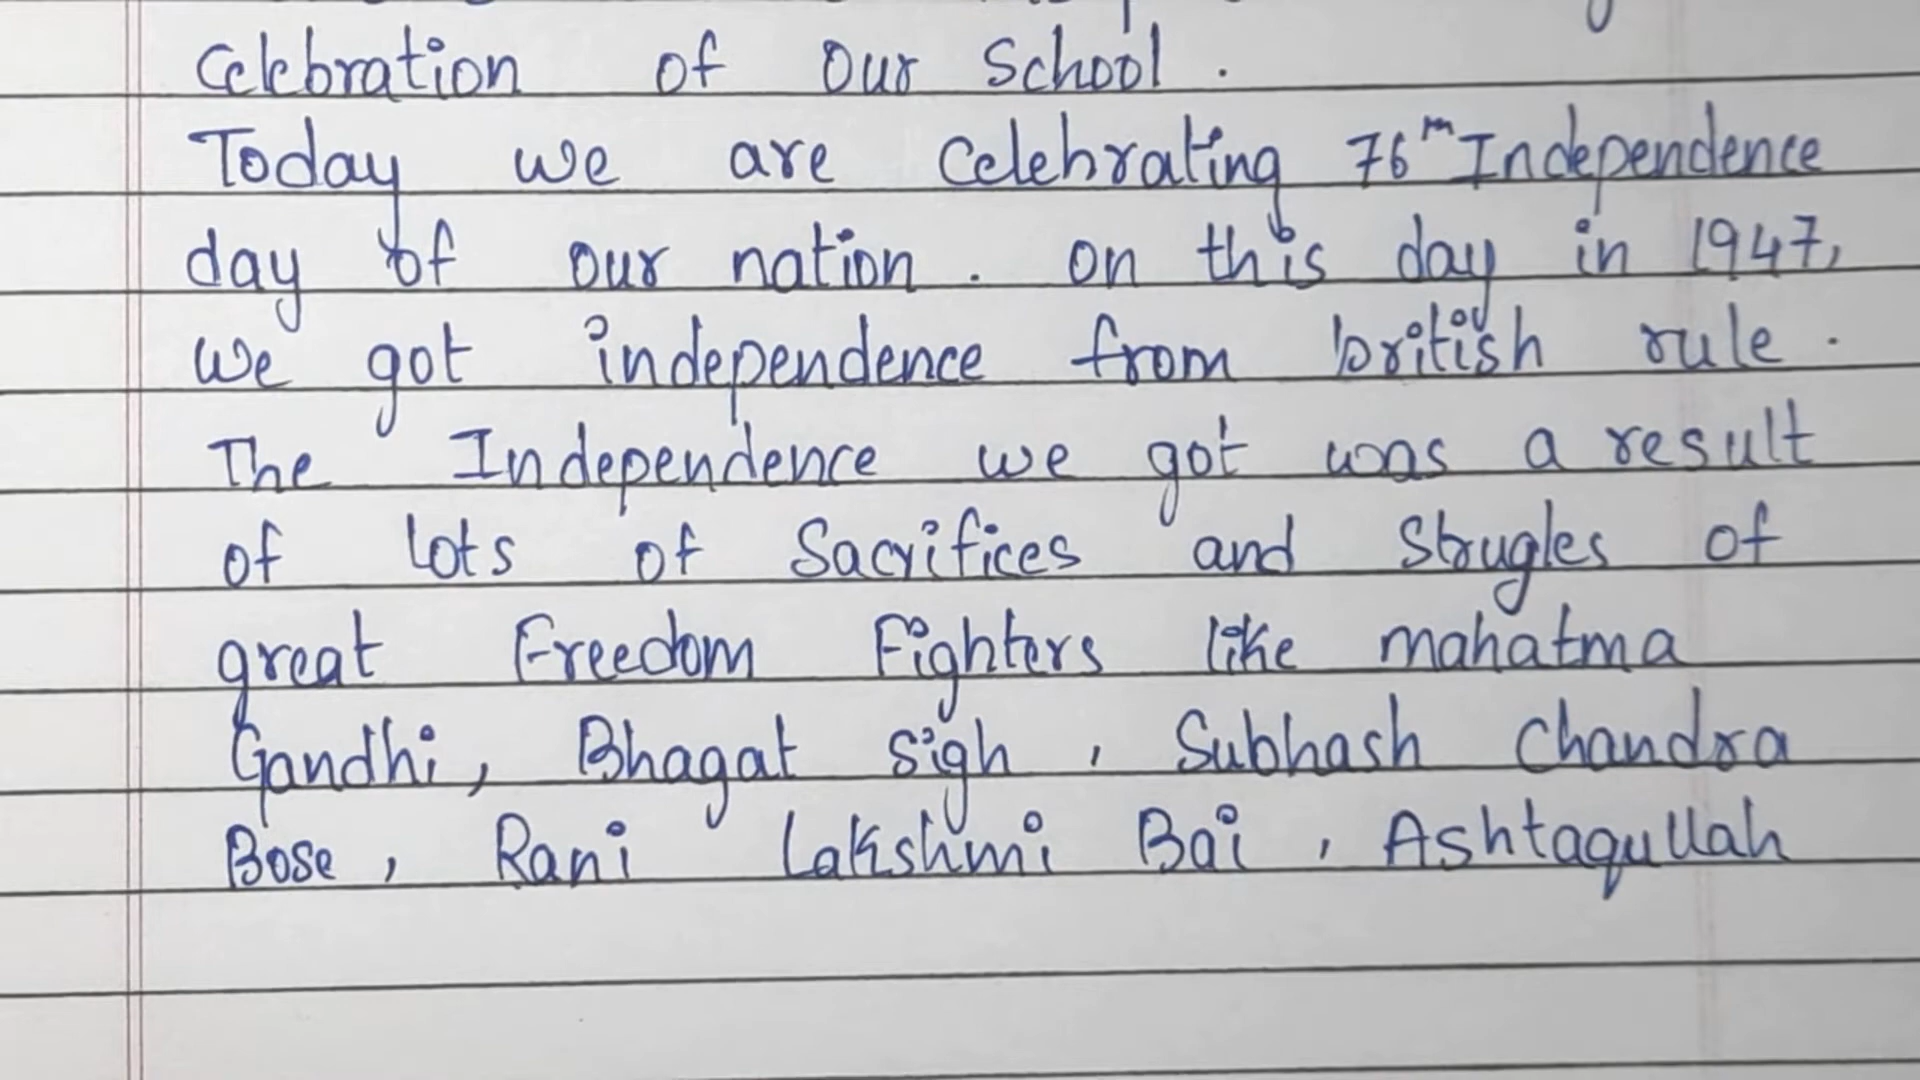 Celebration of our School.
Today we are Celebrating 76th Independence
day of our nation. on this day in 1947,
we got independence from british rule.
The Independence we got was a result
of lots of Sacrifices and Strugles of
great Freedom Fighters like mahatma
Gandhi, Bhagat sigh, Subhash Chandra
Bose, Rani Lakshmi Bai, Ashtaqullah